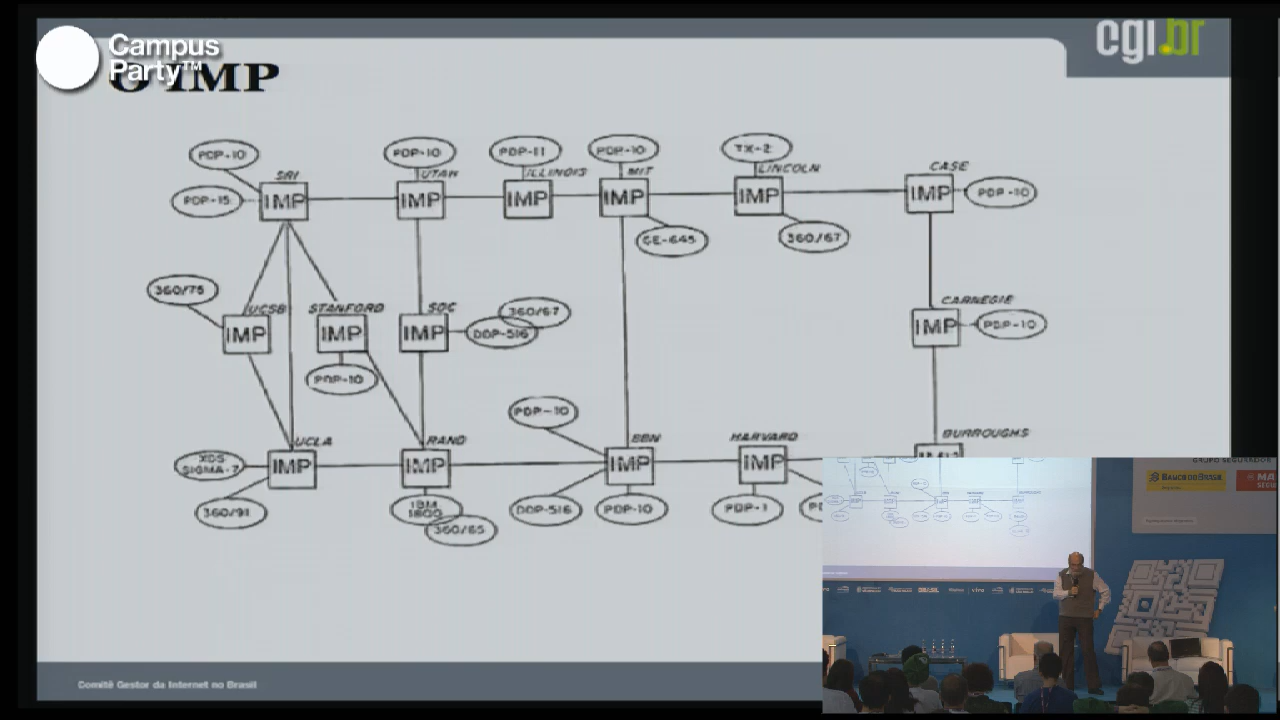 Campus
Party™
cgi.br
O IMP
PDP-10
PDP-10
PDP-11
PDP-10
TX-2
SRI
UTAH
ILLINOIS
MIT
LINCOLN
CASE
PDP-15
IMP
IMP
IMP
IMP
IMP
IMP
PDP-10
GE-645
360/67
360/75
UCSB
STANFORD
SDC
360/67
CARNEGIE
IMP
IMP
IMP
DDP-516
IMP
PDP-10
PDP-10
PDP-10
UCLA
RAND
BBN
HARVARD
BURROUGHS
XDS
SIGMA-7
IMP
IMP
IMP
IMP
360/91
IBM
1800
360/65
DDP-516
PDP-10
PDP-1
BANCO DO BRASIL
Comitê Gestor da Internet no Brasil